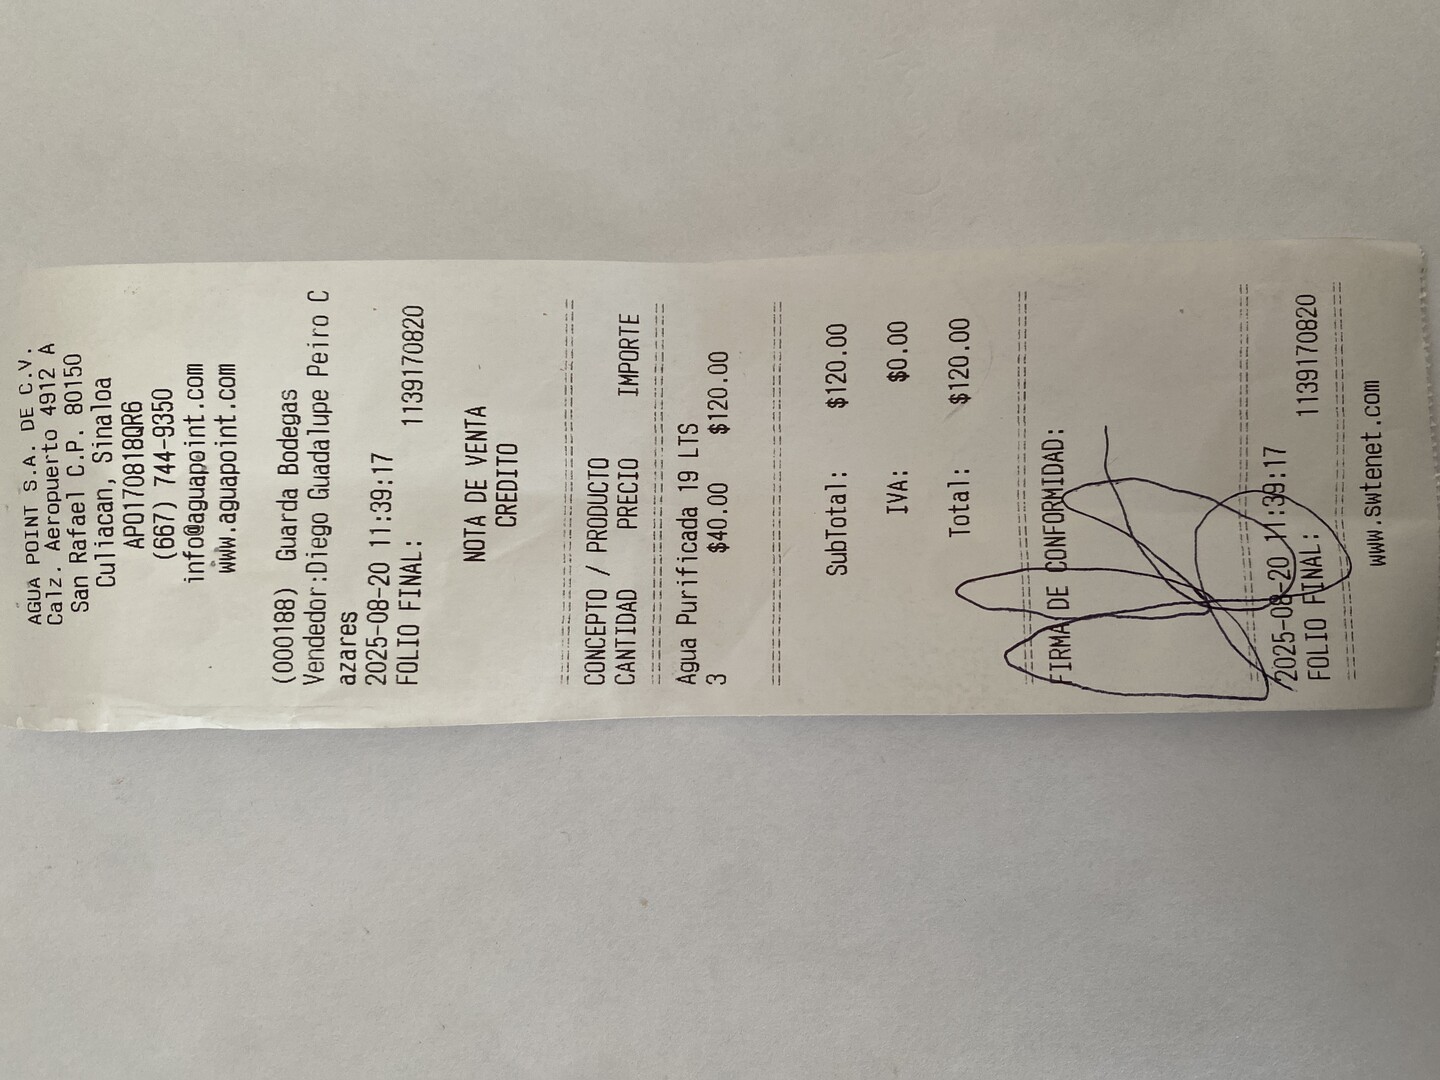 AGUA POINT S.A. DE C.V.
Calz. Aeropuerto 4912 A
San Rafael C.P. 80150
Culiacan, Sinaloa
APO170818QR6
(667) 744-9350
info@aguapoint.com
www.aguapoint.com
(000188) Guarda Bodegas
Vendedor:Diego Guadalupe Peiro C
azares
2025-08-20 11:39:17
FOLIO FINAL: 1139170820
NOTA DE VENTA
CREDITO
CONCEPTO / PRODUCTO
CANTIDAD PRECIO IMPORTE
Agua Purificada 19 LTS
3 $40.00 $120.00
SubTotal: $120.00
IVA: $0.00
Total: $120.00
FIRMA DE CONFORMIDAD:
2025-08-20 11:39:17
FOLIO FINAL: 1139170820
www.swtenet.com